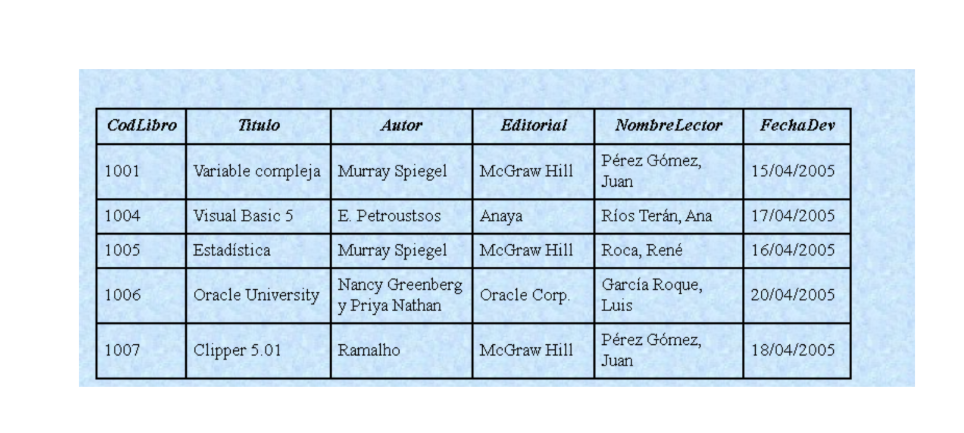 CodLibro Titulo Autor Editorial NombreLector FechaDev
1001 Variable compleja Murray Spiegel McGraw Hill Pérez Gómez, Juan 15/04/2005
1004 Visual Basic 5 E. Petroustsos Anaya Ríos Terán, Ana 17/04/2005
1005 Estadística Murray Spiegel McGraw Hill Roca, René 16/04/2005
1006 Oracle University Nancy Greenberg y Priya Nathan Oracle Corp. García Roque, Luis 20/04/2005
1007 Clipper 5.01 Ramalho McGraw Hill Pérez Gómez, Juan 18/04/2005